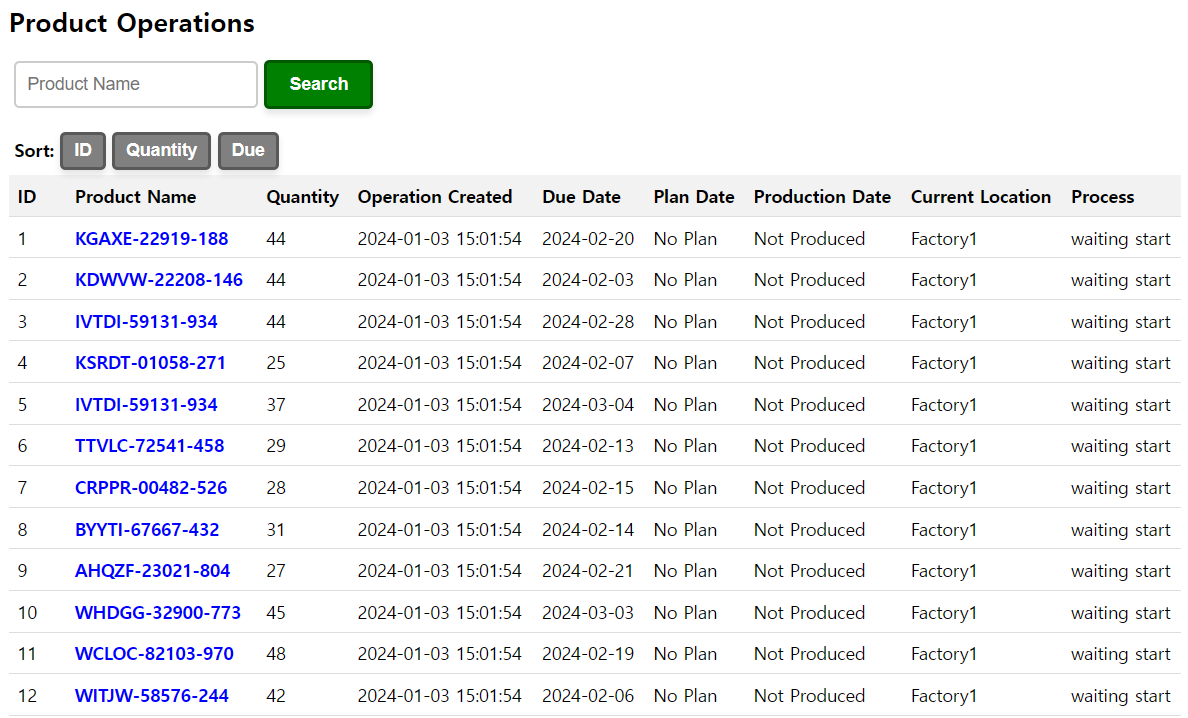 Product Operations
Product Name Search
Sort: ID Quantity Due
ID Product Name Quantity Operation Created Due Date Plan Date Production Date Current Location Process
1 KGAXE-22919-188 44 2024-01-03 15:01:54 2024-02-20 No Plan Not Produced Factory1 waiting start
2 KDWVW-22208-146 44 2024-01-03 15:01:54 2024-02-03 No Plan Not Produced Factory1 waiting start
3 IVTDI-59131-934 44 2024-01-03 15:01:54 2024-02-28 No Plan Not Produced Factory1 waiting start
4 KSRDT-01058-271 25 2024-01-03 15:01:54 2024-02-07 No Plan Not Produced Factory1 waiting start
5 IVTDI-59131-934 37 2024-01-03 15:01:54 2024-03-04 No Plan Not Produced Factory1 waiting start
6 TTVLC-72541-458 29 2024-01-03 15:01:54 2024-02-13 No Plan Not Produced Factory1 waiting start
7 CRPPR-00482-526 28 2024-01-03 15:01:54 2024-02-15 No Plan Not Produced Factory1 waiting start
8 BYYTI-67667-432 31 2024-01-03 15:01:54 2024-02-14 No Plan Not Produced Factory1 waiting start
9 AHQZF-23021-804 27 2024-01-03 15:01:54 2024-02-21 No Plan Not Produced Factory1 waiting start
10 WHDGG-32900-773 45 2024-01-03 15:01:54 2024-03-03 No Plan Not Produced Factory1 waiting start
11 WCLOC-82103-970 48 2024-01-03 15:01:54 2024-02-19 No Plan Not Produced Factory1 waiting start
12 WITJW-58576-244 42 2024-01-03 15:01:54 2024-02-06 No Plan Not Produced Factory1 waiting start